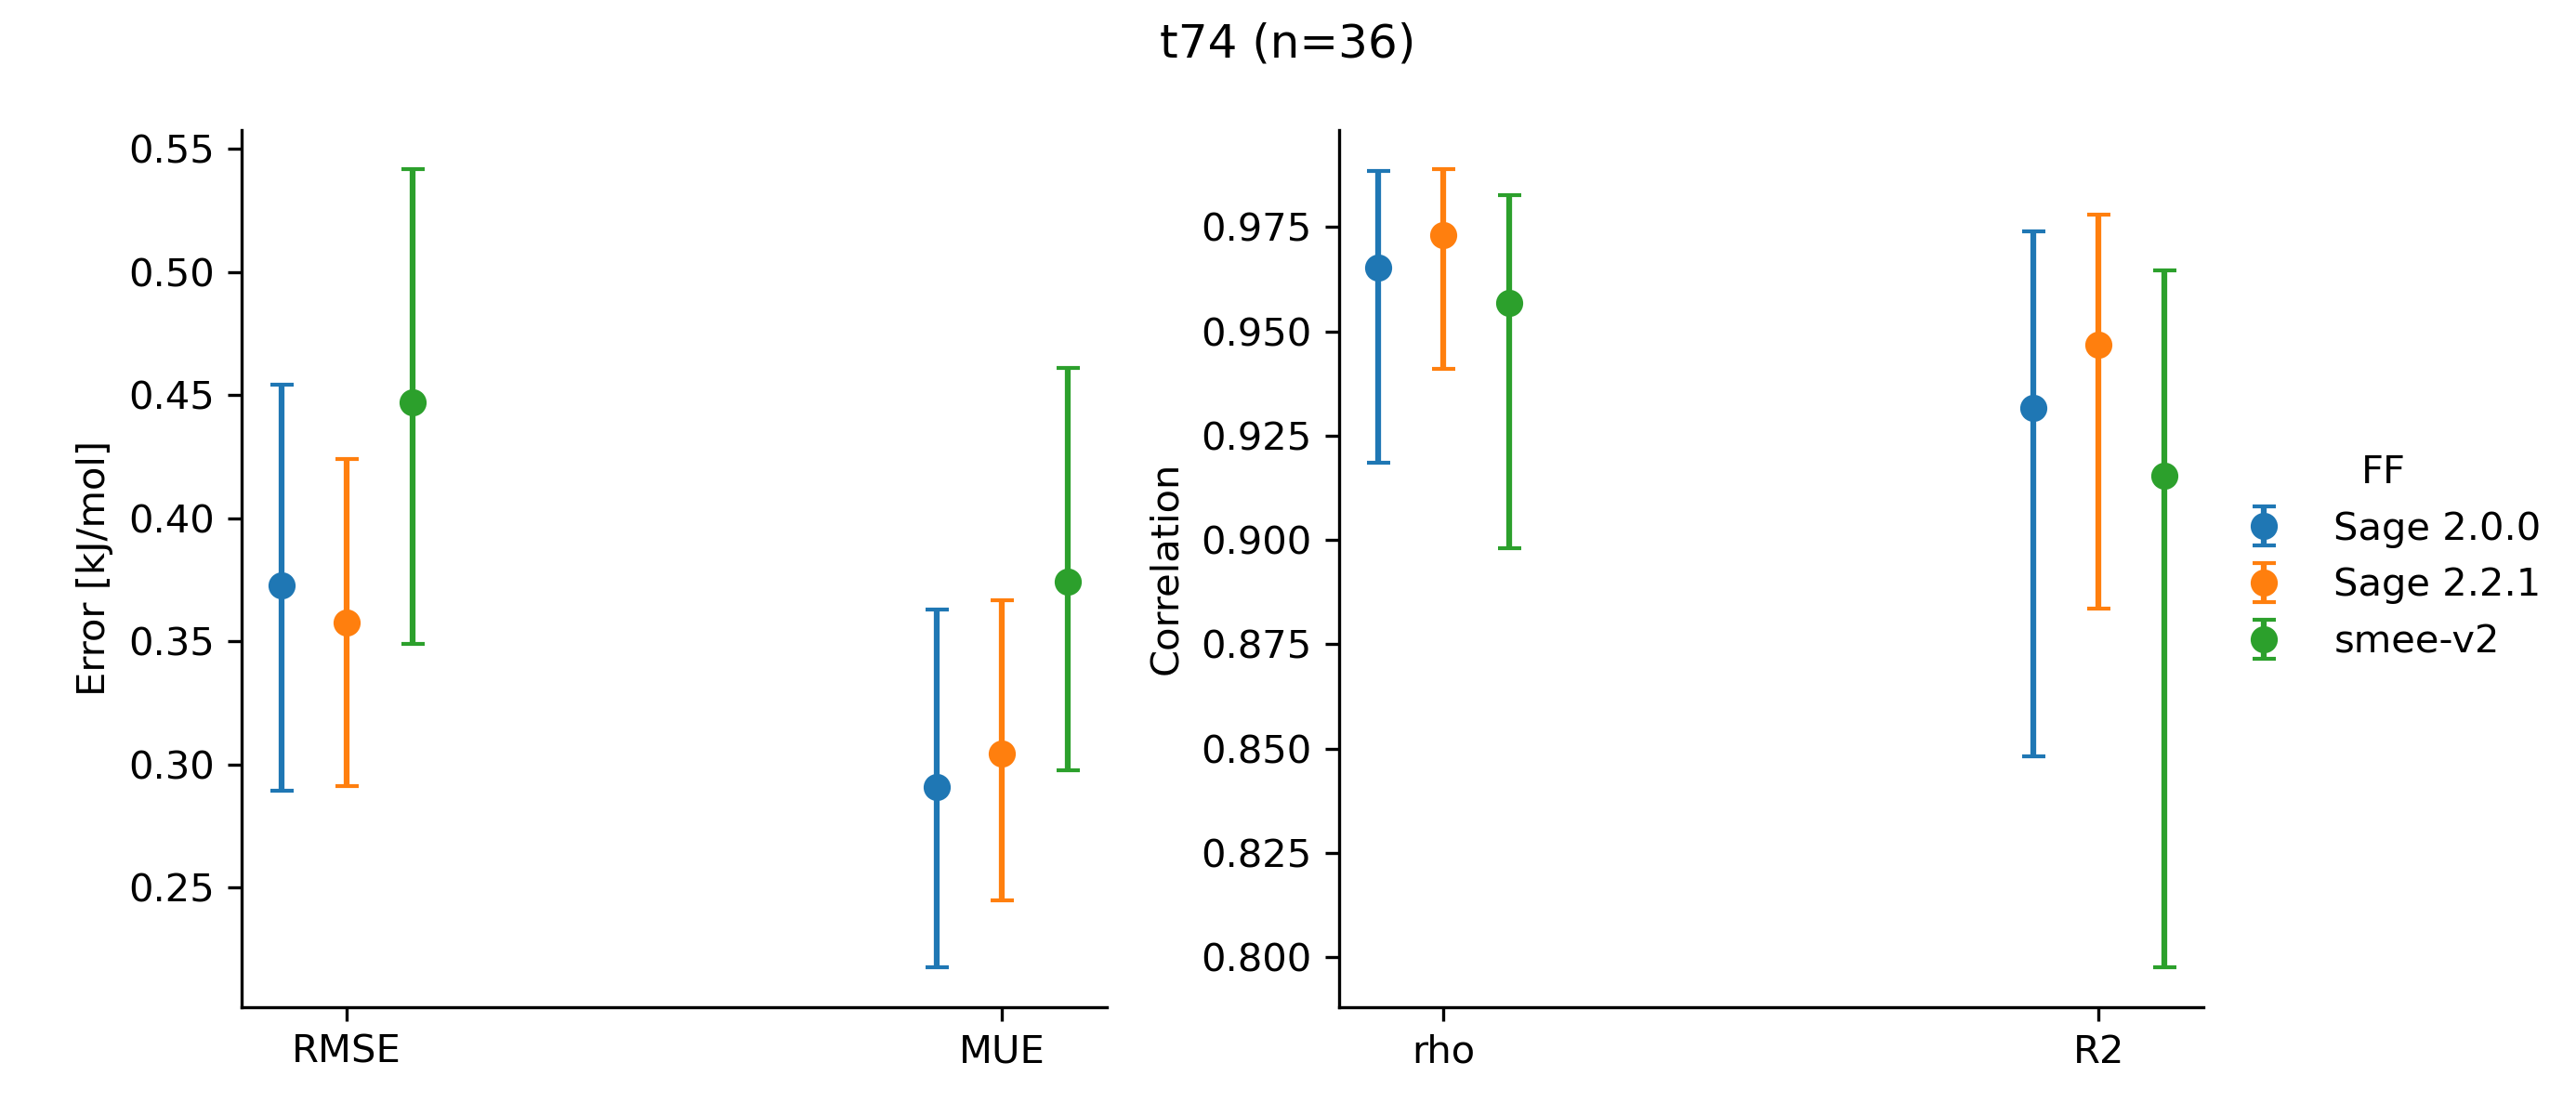 t74 (n=36)
Error [kJ/mol]
0.55
0.50
0.45
0.40
0.35
0.30
0.25
RMSE
MUE
Correlation
0.975
0.950
0.925
0.900
0.875
0.850
0.825
0.800
rho
R2
FF
Sage 2.0.0
Sage 2.2.1
smee-v2